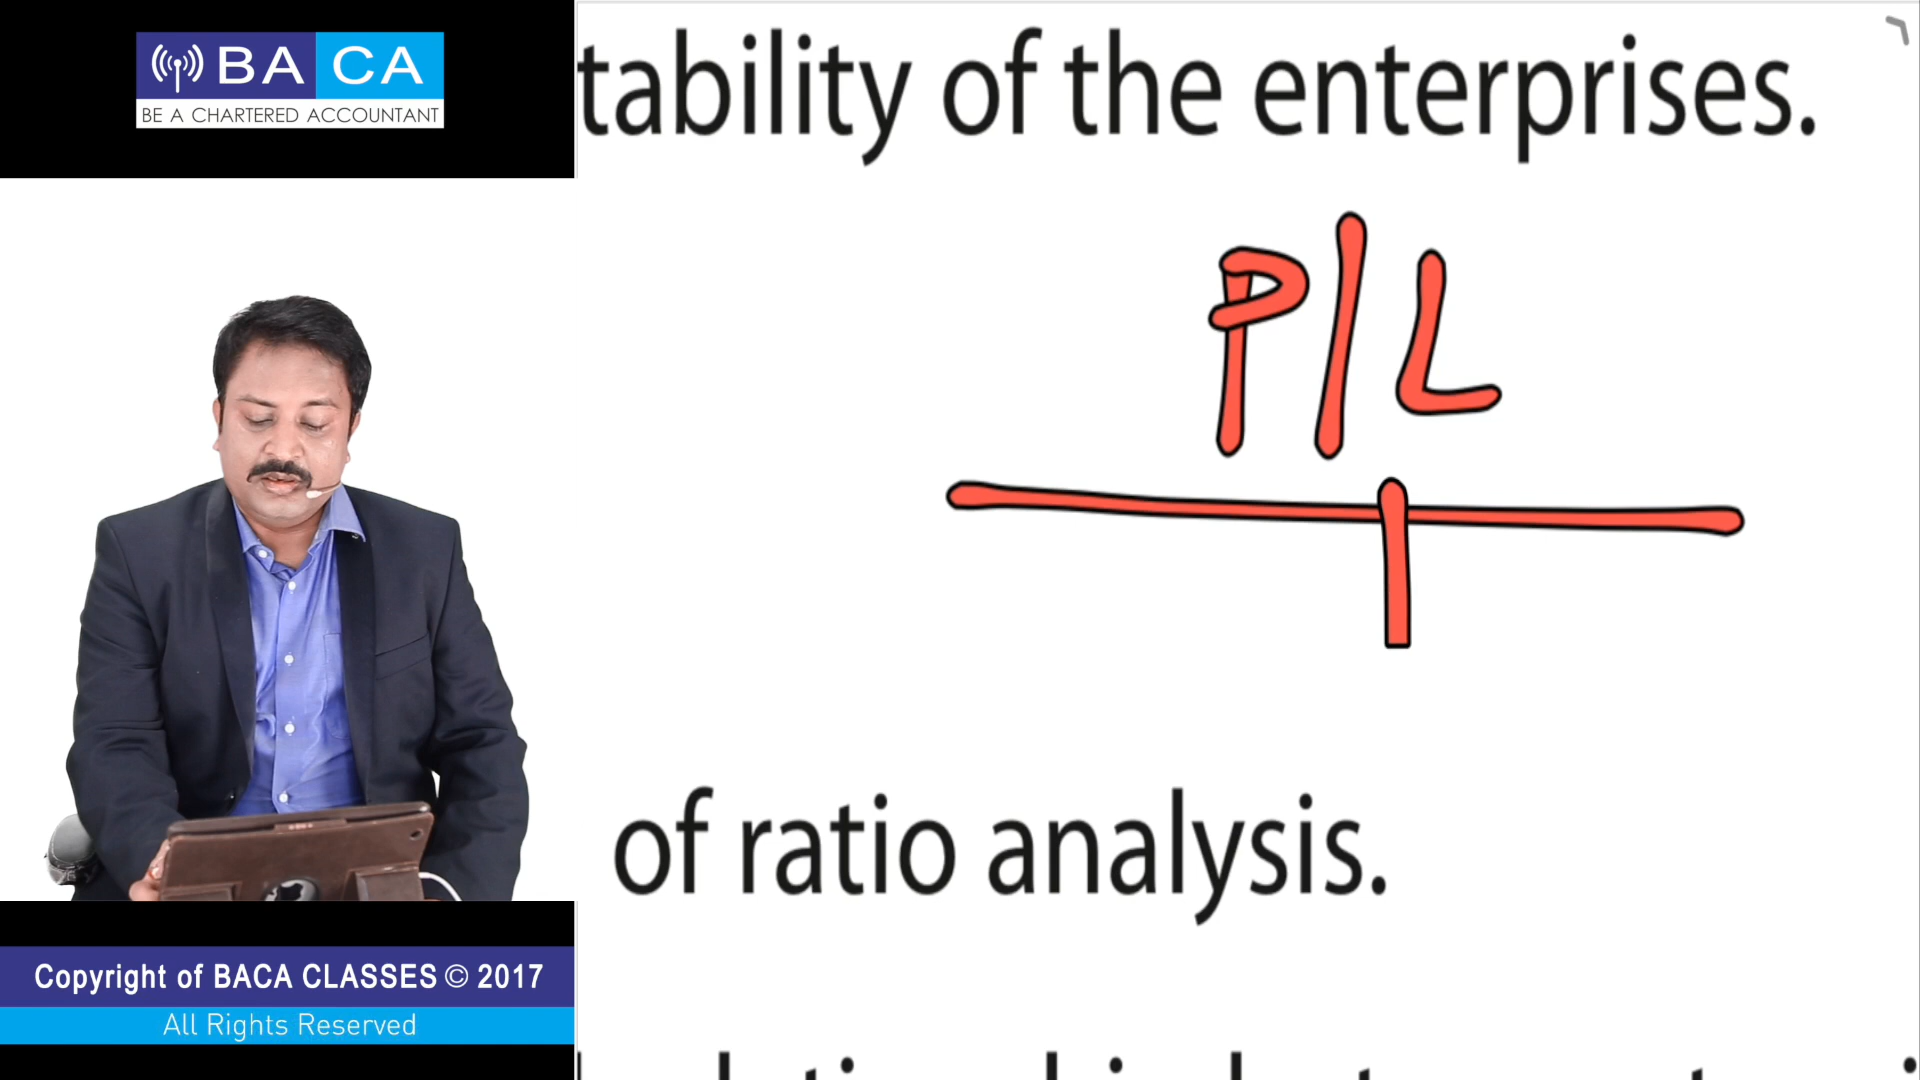 BA CA
BE A CHARTERED ACCOUNTANT
tability of the enterprises.
P/L
of ratio analysis.
Copyright of BACA CLASSES © 2017
All Rights Reserved